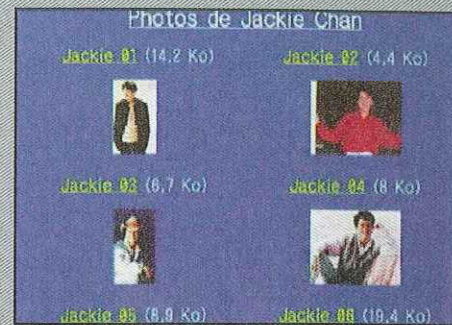 Photos de Jackie Chan
Jackie 01 (14,2 Ko)
Jackie 02 (4,4 Ko)
Jackie 03 (6,7 Ko)
Jackie 04 (8 Ko)
Jackie 05 (8,9 Ko)
Jackie 06 (19,4 Ko)